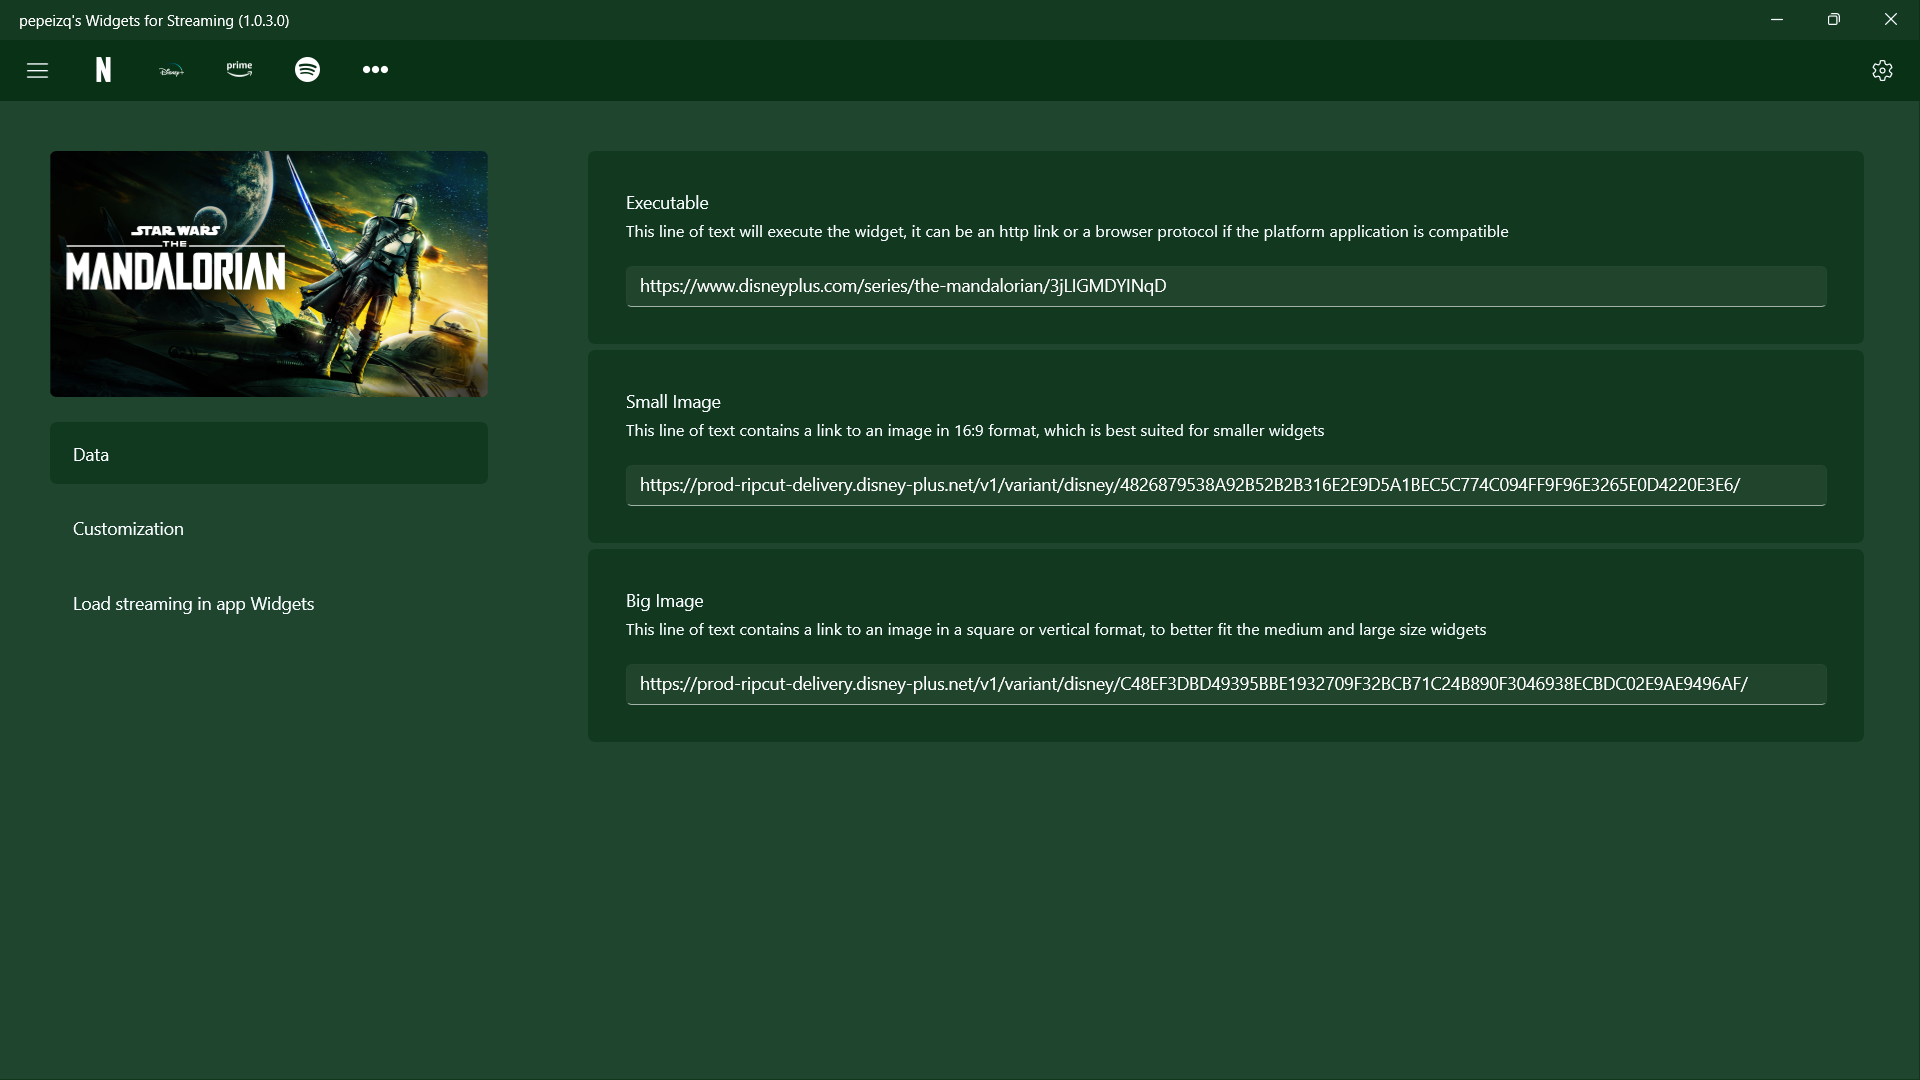 pepeizq's Widgets for Streaming (1.0.3.0)
N
Disney+
prime
STAR WARS
THE
MANDALORIAN
Data
Customization
Load streaming in app Widgets
Executable
This line of text will execute the widget, it can be an http link or a browser protocol if the platform application is compatible
https://www.disneyplus.com/series/the-mandalorian/3jLIGMDYINqD
Small Image
This line of text contains a link to an image in 16:9 format, which is best suited for smaller widgets
https://prod-ripcut-delivery.disney-plus.net/v1/variant/disney/4826879538A92B52B2B316E2E9D5A1BEC5C774C094FF9F96E3265E0D4220E3E6/
Big Image
This line of text contains a link to an image in a square or vertical format, to better fit the medium and large size widgets
https://prod-ripcut-delivery.disney-plus.net/v1/variant/disney/C48EF3DBD49395BBE1932709F32BCB71C24B890F3046938ECBDC02E9AE9496AF/